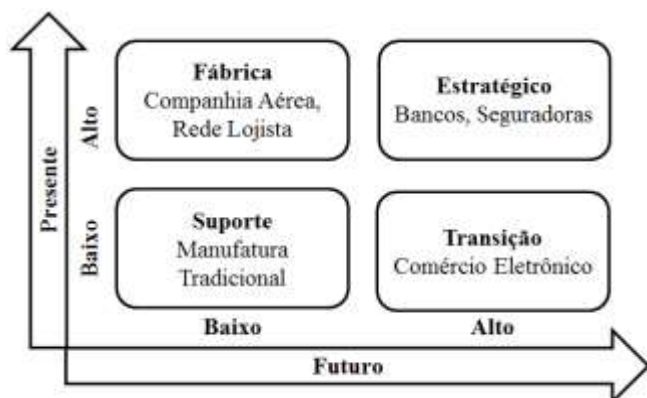 Presente
Alto
Baixo
Fábrica
Companhia Aérea,
Rede Lojista
Estratégico
Bancos, Seguradoras
Suporte
Manufatura
Tradicional
Transição
Comércio Eletrônico
Baixo
Alto
Futuro